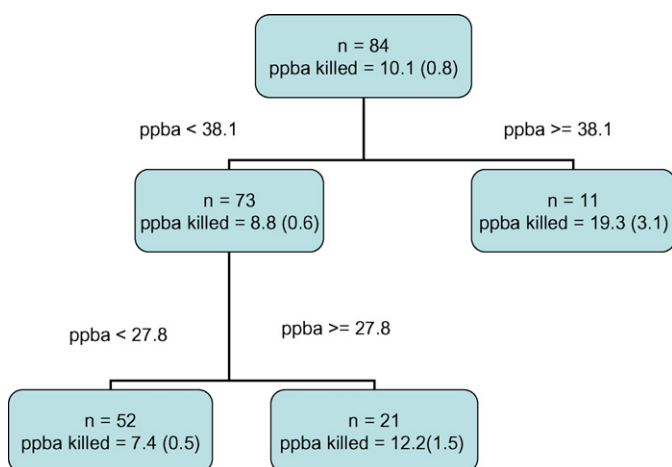 n = 84
ppba killed = 10.1 (0.8)
ppba < 38.1
ppba >= 38.1
n = 73
ppba killed = 8.8 (0.6)
n = 11
ppba killed = 19.3 (3.1)
ppba < 27.8
ppba >= 27.8
n = 52
ppba killed = 7.4 (0.5)
n = 21
ppba killed = 12.2(1.5)